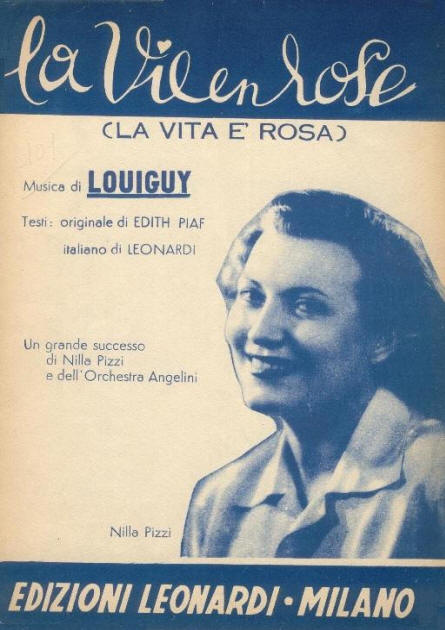 la Vie en rose
(LA VITA E' ROSA)
Musica di LOUIGUY
Testi: originale di EDITH PIAF
italiano di LEONARDI
Un grande successo
di Nilla Pizzi
e dell'Orchestra Angelini
Nilla Pizzi
EDIZIONI LEONARDI • MILANO